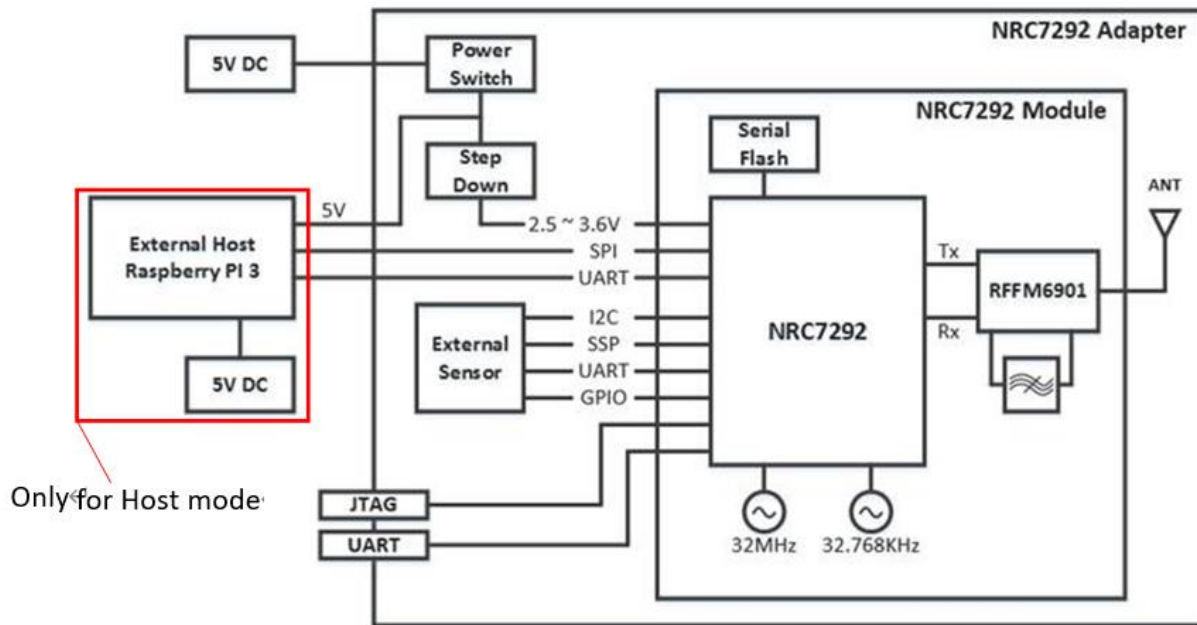 NRC7292 Adapter
5V DC
Power
Switch
NRC7292 Module
Serial
Flash
Step
Down
ANT
5V
2.5 ~ 3.6V
External Host
Raspberry PI 3
SPI
UART
Tx
RFFM6901
I2C
NRC7292
Rx
External
Sensor
SSP
UART
GPIO
5V DC
Only for Host mode
JTAG
UART
32MHz
32.768KHz